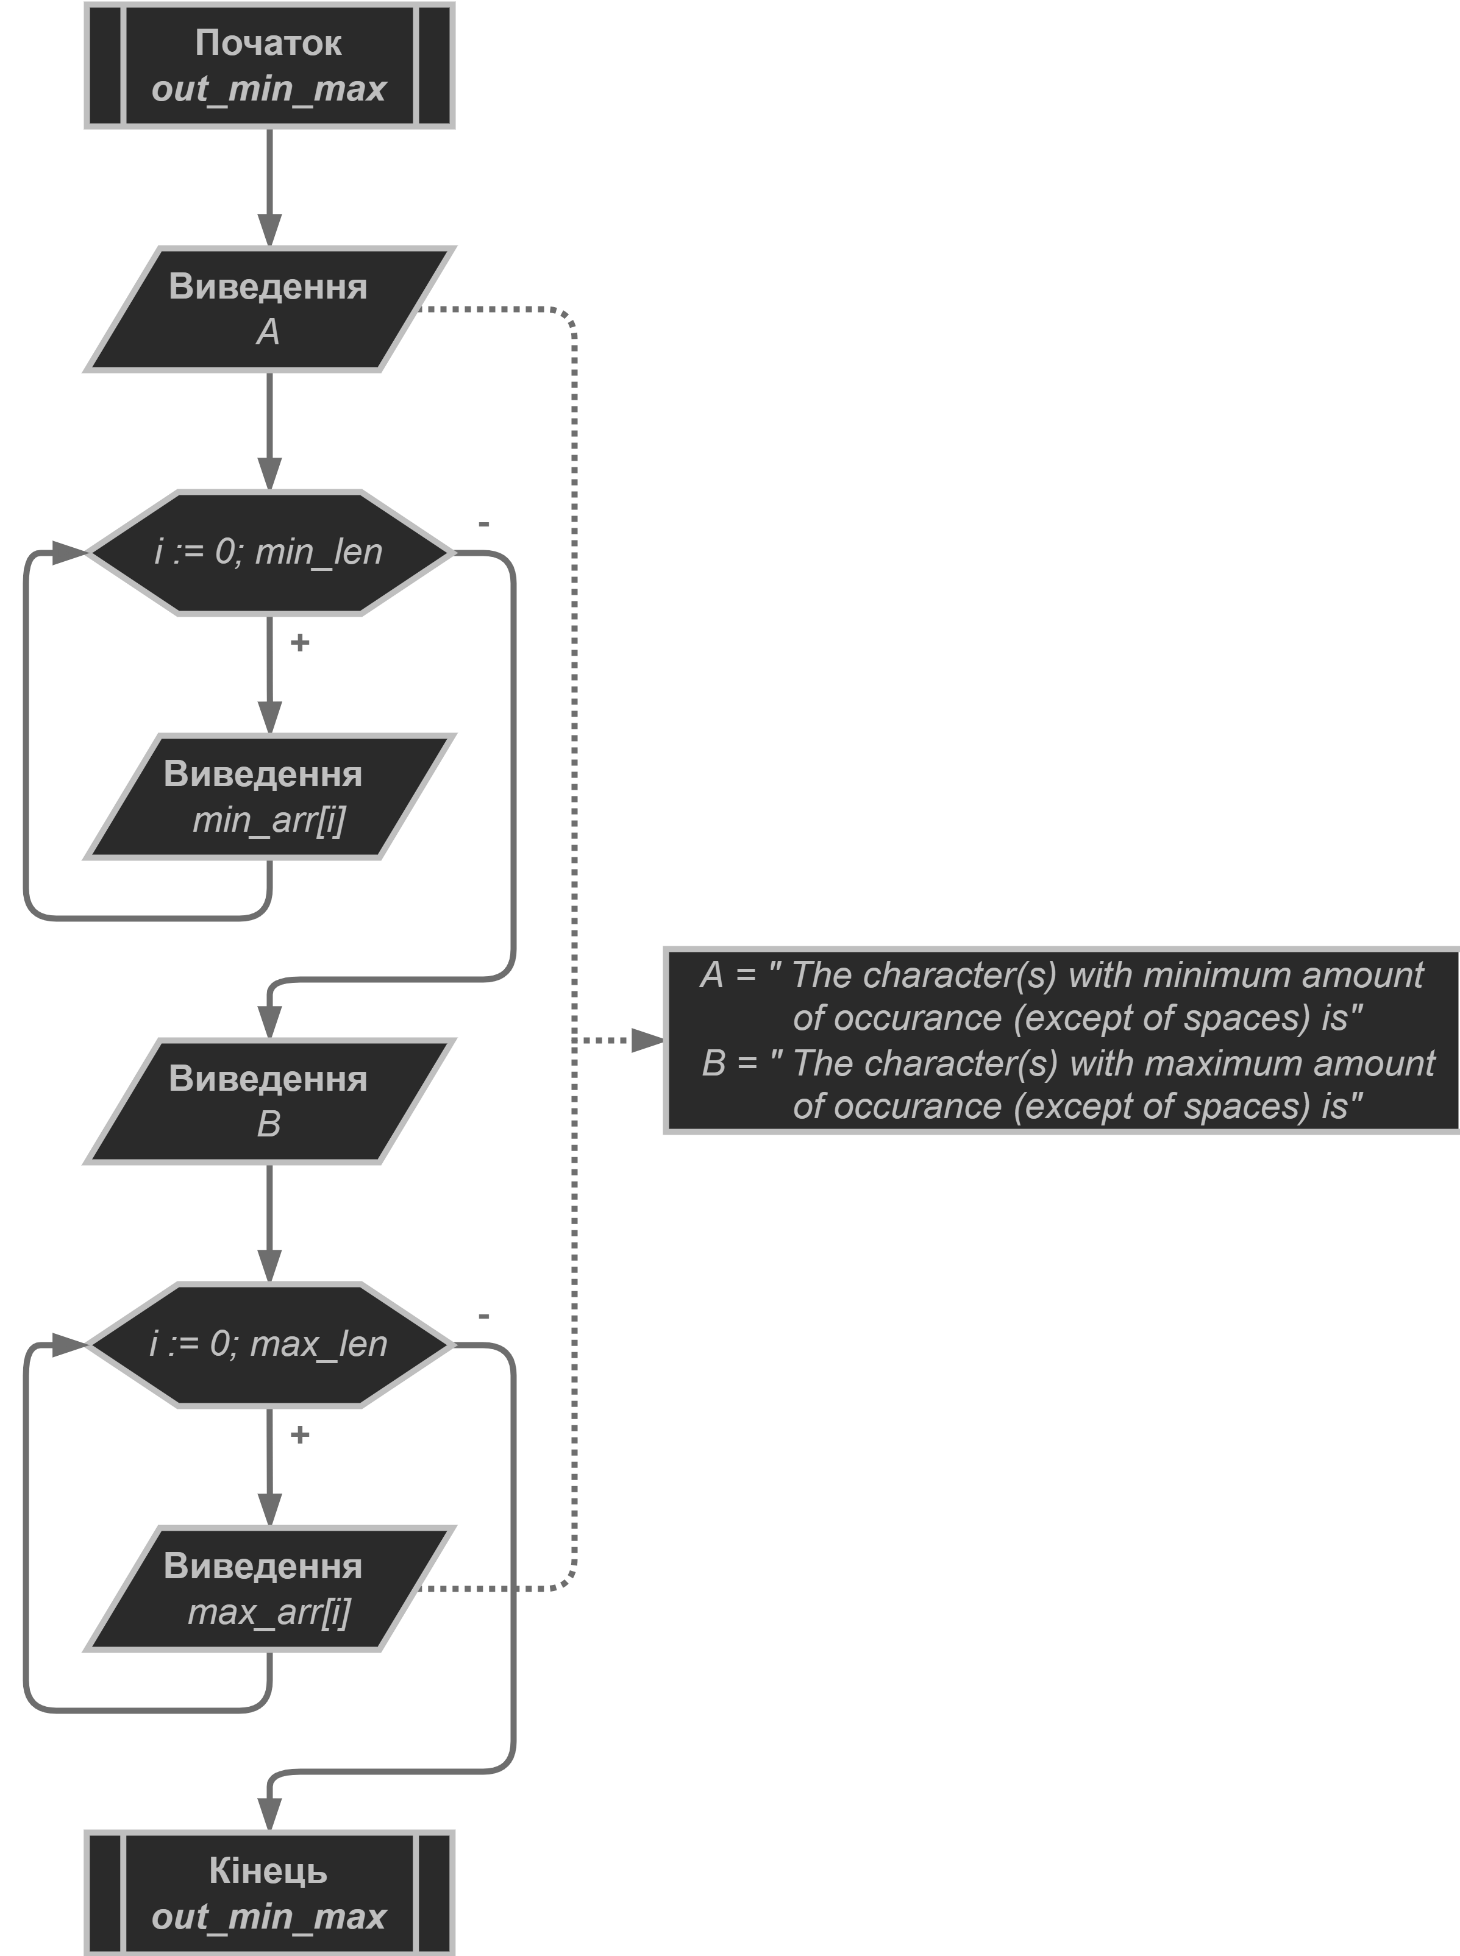 Початок
out_min_max
Виведення
A
i := 0; min_len
-
+
Виведення
min_arr[i]
A = " The character(s) with minimum amount
of occurance (except of spaces) is"
B = " The character(s) with maximum amount
of occurance (except of spaces) is"
Виведення
B
i := 0; max_len
-
+
Виведення
max_arr[i]
Кінець
out_min_max